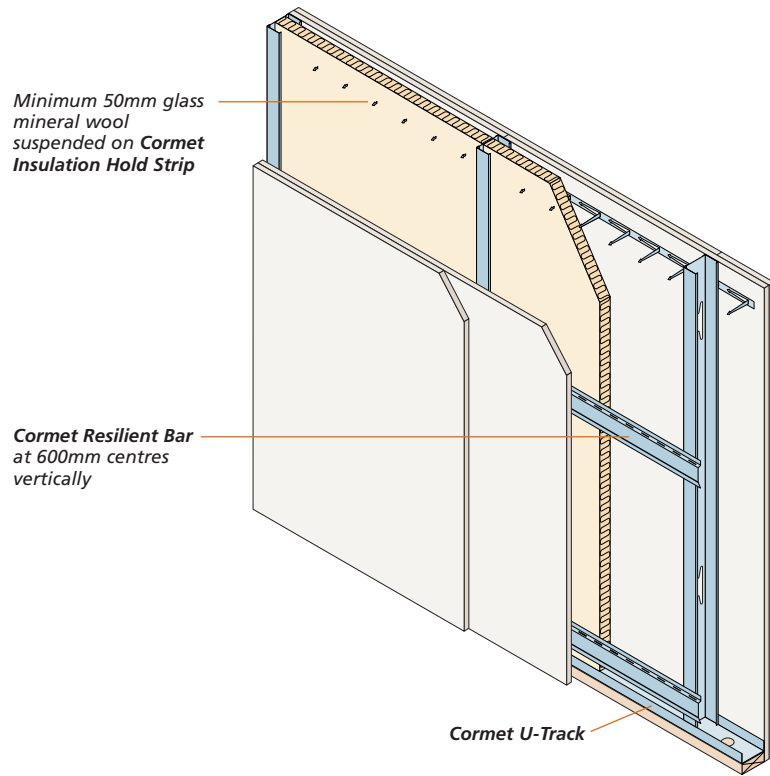 Minimum 50mm glass
mineral wool
suspended on Cormet
Insulation Hold Strip
Cormet Resilient Bar
at 600mm centres
vertically
Cormet U-Track